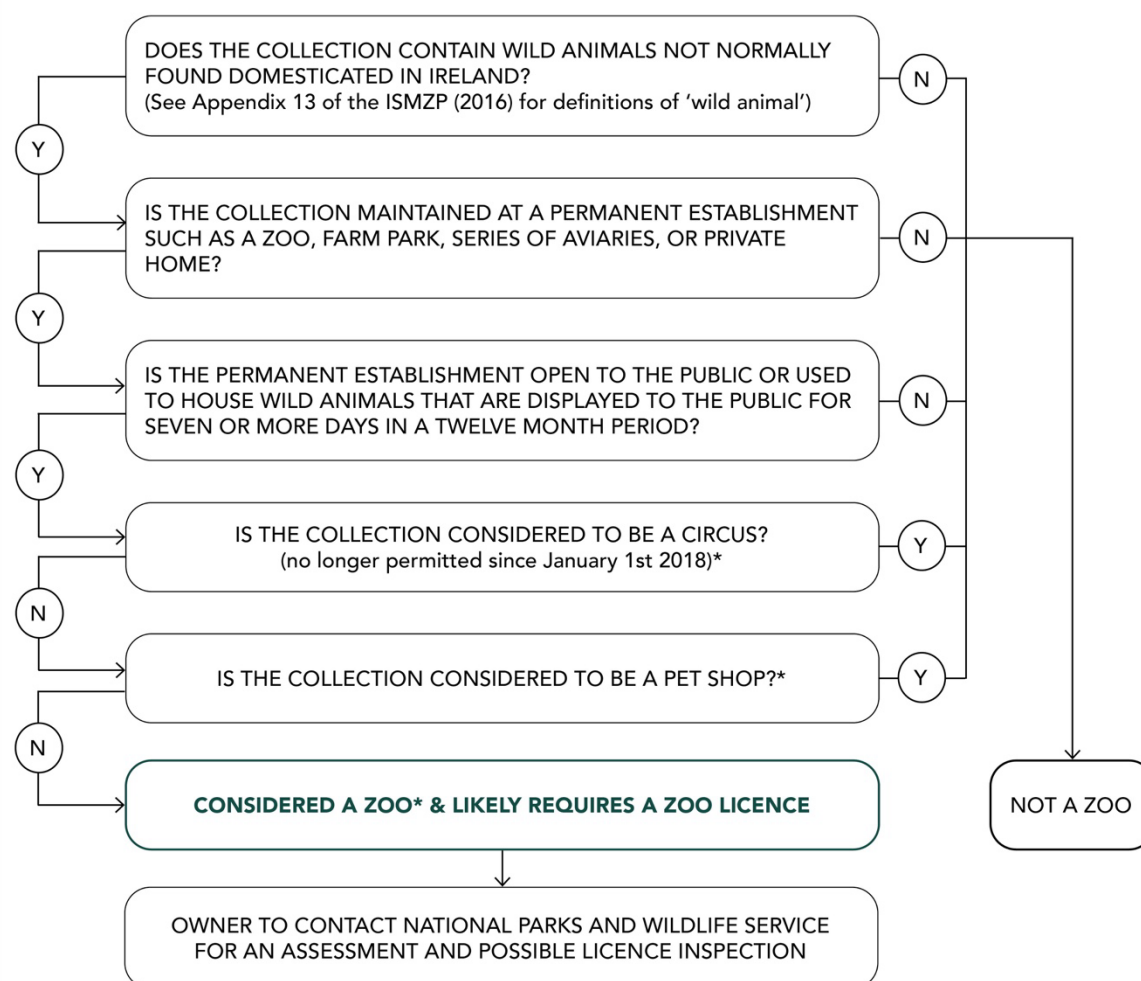 DOES THE COLLECTION CONTAIN WILD ANIMALS NOT NORMALLY
FOUND DOMESTICATED IN IRELAND?
(See Appendix 13 of the ISMZP (2016) for definitions of ‘wild animal’)
N
Y
IS THE COLLECTION MAINTAINED AT A PERMANENT ESTABLISHMENT
SUCH AS A ZOO, FARM PARK, SERIES OF AVIARIES, OR PRIVATE
HOME?
N
Y
IS THE PERMANENT ESTABLISHMENT OPEN TO THE PUBLIC OR USED
TO HOUSE WILD ANIMALS THAT ARE DISPLAYED TO THE PUBLIC FOR
SEVEN OR MORE DAYS IN A TWELVE MONTH PERIOD?
N
Y
IS THE COLLECTION CONSIDERED TO BE A CIRCUS?
(no longer permitted since January 1st 2018)*
Y
N
IS THE COLLECTION CONSIDERED TO BE A PET SHOP?*
Y
N
CONSIDERED A ZOO* & LIKELY REQUIRES A ZOO LICENCE
NOT A ZOO
OWNER TO CONTACT NATIONAL PARKS AND WILDLIFE SERVICE
FOR AN ASSESSMENT AND POSSIBLE LICENCE INSPECTION